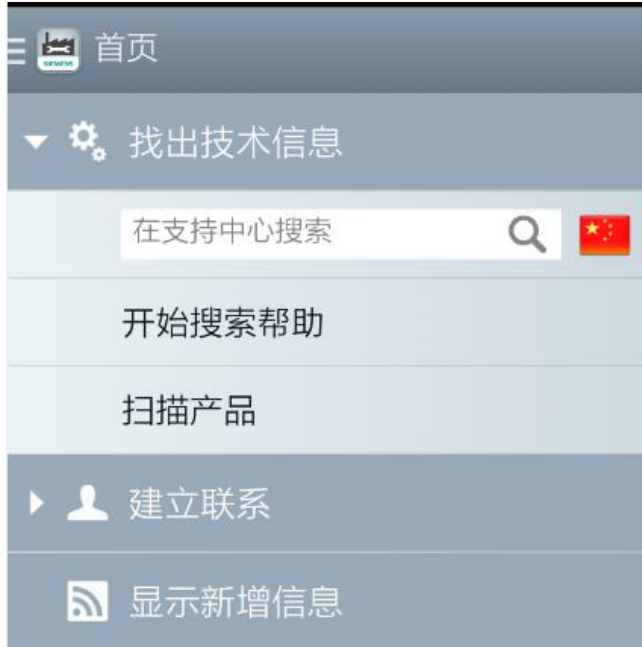 首页
找出技术信息
在支持中心搜索
开始搜索帮助
扫描产品
建立联系
显示新增信息